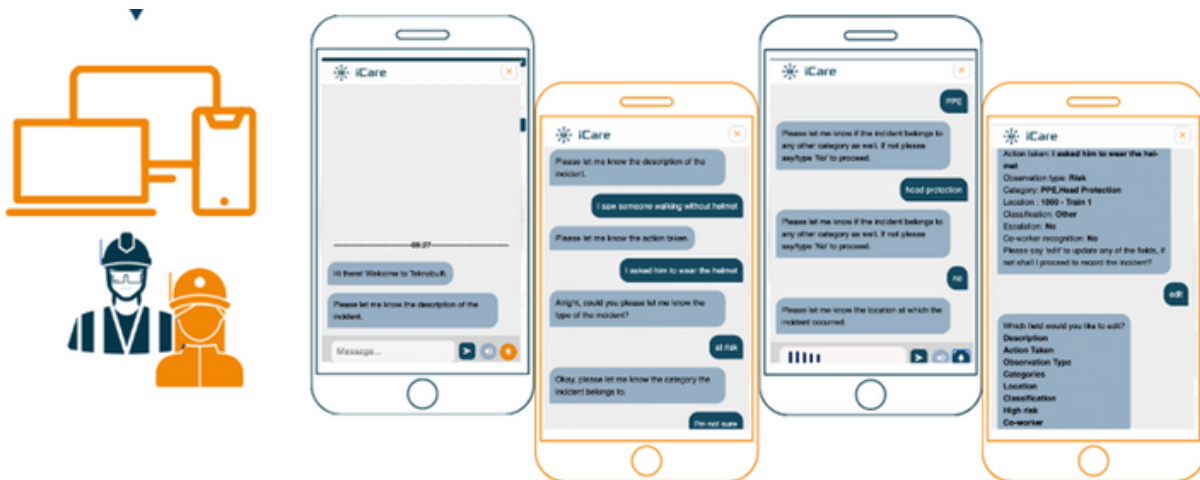 iCare
09:27
Hi there! Welcome to Teknobuilt.
Please let me know the description of the
incident.
Message...
iCare
Please let me know the description of the
incident.
I saw someone walking without helmet
Please let me know the action taken.
I asked him to wear the helmet
Alright, could you please let me know the
type of the incident?
at risk
Okay, please let me know the category the
incident belongs to.
I'm not sure
iCare
PPE
Please let me know if the incident belongs to
any other category as well. If not please
say/type 'No' to proceed.
head protection
Please let me know if the incident belongs to
any other category as well. If not please
say/type 'No' to proceed.
no
Please let me know the location at which the
incident occurred.
iCare
Action taken: I asked him to wear the hel-
met
Observation type: Risk
Category: PPE,Head Protection
Location : 1000 - Train 1
Classification: Other
Escalation: No
Co-worker recognition: No
Please say 'edit' to update any of the fields, if
not shall I proceed to record the incident?
edit
Which field would you like to edit?
Description
Action Taken
Observation Type
Categories
Location
Classification
High risk
Co-worker